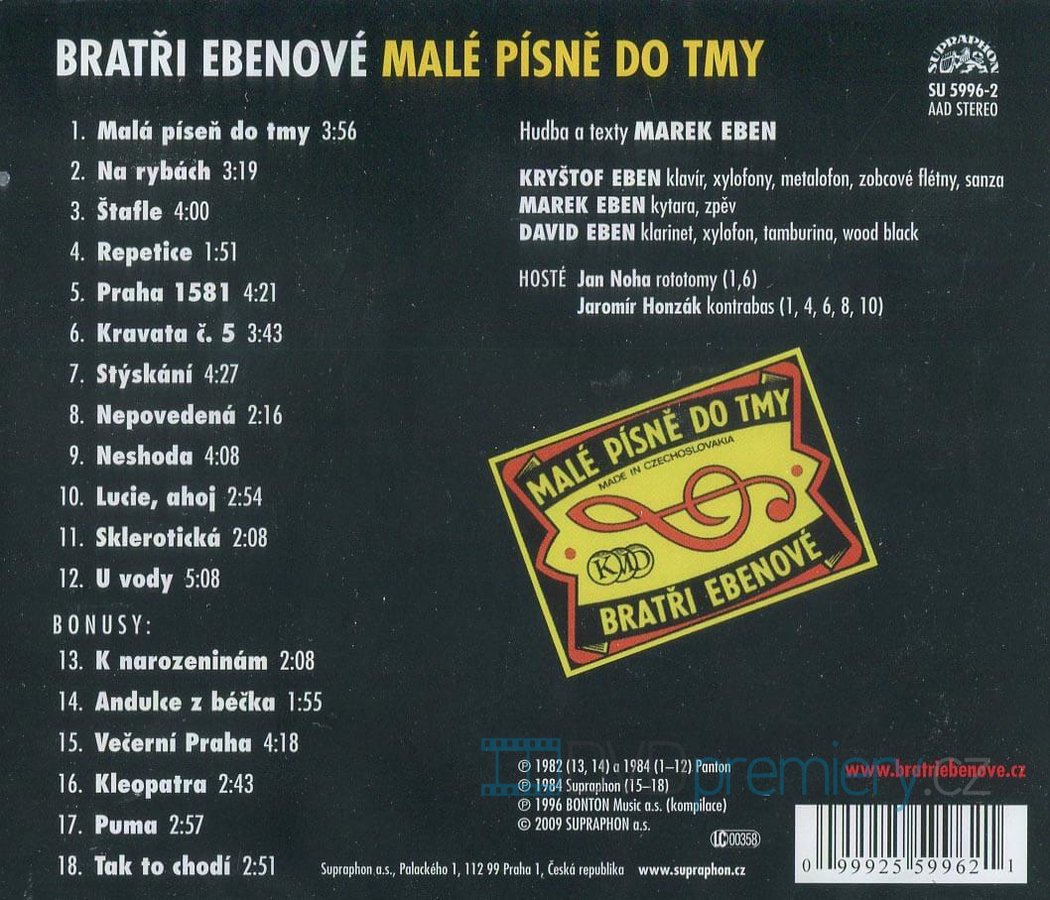 BRATŘI EBENOVÉ MALÉ PÍSNĚ DO TMY
SUPRAPHON
SU 5996-2
AAD STEREO
1. Malá píseň do tmy 3:56
2. Na rybách 3:19
3. Štafle 4:00
4. Repetice 1:51
5. Praha 1581 4:21
6. Kravata č. 5 3:43
7. Stýskání 4:27
8. Nepovedená 2:16
9. Neshoda 4:08
10. Lucie, ahoj 2:54
11. Sklerotická 2:08
12. U vody 5:08
BONUSY:
13. K narozeninám 2:08
14. Andulce z béčka 1:55
15. Večerní Praha 4:18
16. Kleopatra 2:43
17. Puma 2:57
18. Tak to chodí 2:51
Hudba a texty MAREK EBEN
KRYŠTOF EBEN klavír, xylofony, metalofon, zobcové flétny, sanza
MAREK EBEN kytara, zpěv
DAVID EBEN klarinet, xylofon, tamburina, wood black
HOSTÉ Jan Noha rototomy (1,6)
Jaromír Honzák kontrabas (1, 4, 6, 8, 10)
MALÉ PÍSNĚ DO TMY
MADE IN CZECHOSLOVAKIA
BRATŘI EBENOVÉ
DVDpremiery.cz
℗ 1982 (13, 14) a 1984 (1–12) Panton
℗ 1984 Supraphon (15–18)
℗ 1996 BONTON Music a.s. (kompilace)
© 2009 SUPRAPHON a.s.
www.bratriebenove.cz
LC 00358
Supraphon a.s., Palackého 1, 112 99 Praha 1, Česká republika www.supraphon.cz
0 99925 59962 1